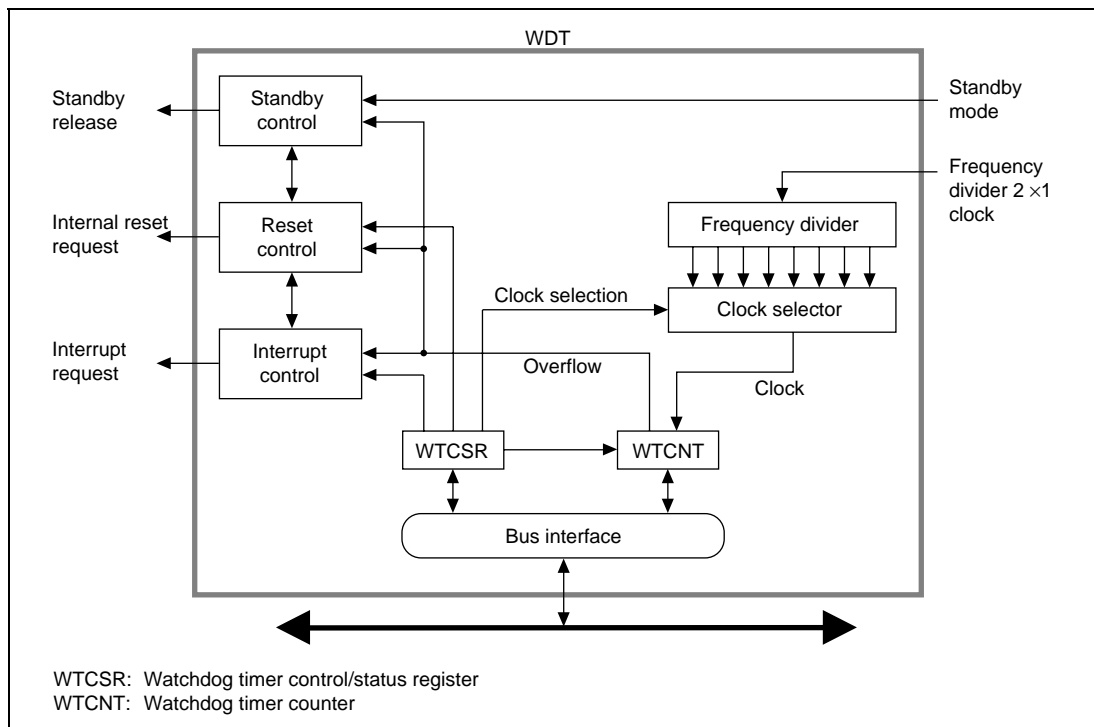 WDT
Standby
release
Standby
control
Standby
mode
Frequency
divider 2 ×1
clock
Internal reset
request
Reset
control
Frequency divider
Clock selection
Clock selector
Interrupt
request
Interrupt
control
Overflow
Clock
WTCSR
WTCNT
Bus interface
WTCSR: Watchdog timer control/status register
WTCNT: Watchdog timer counter